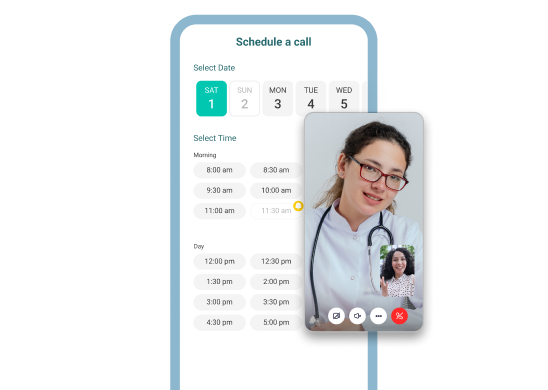 Schedule a call
Select Date
SAT SUN MON TUE WED
1 2 3 4 5
Select Time
Morning
8:00 am 8:30 am
9:30 am 10:00 am
11:00 am 11:30 am
Day
12:00 pm 12:30 pm
1:30 pm 2:00 pm
3:00 pm 3:30 pm
4:30 pm 5:00 pm